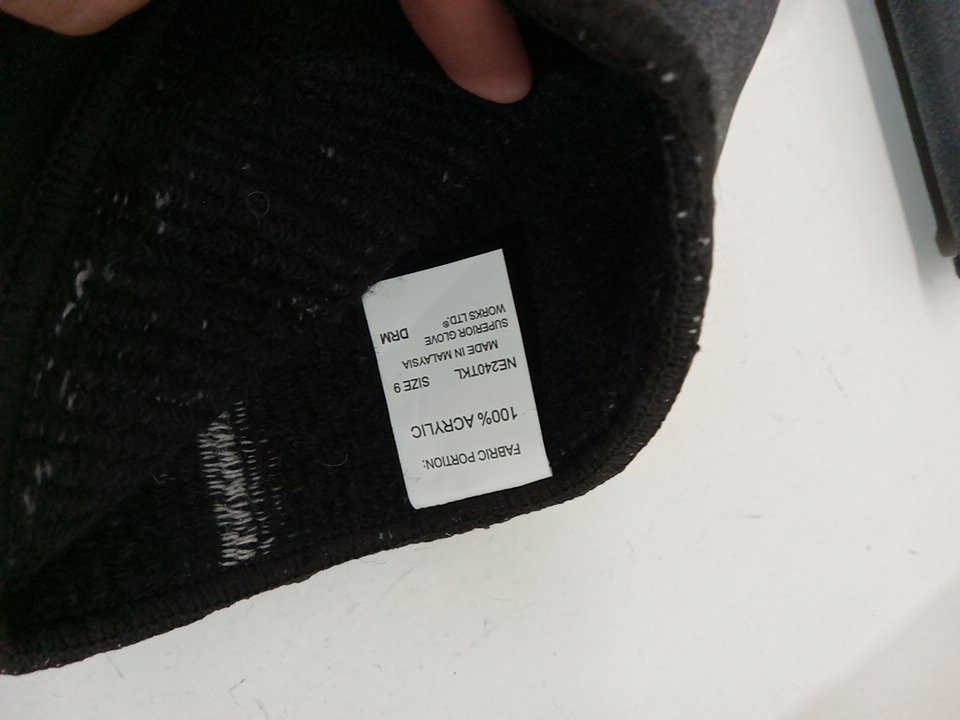 FABRIC PORTION:
100% ACRYLIC
NE240TKL SIZE 9
MADE IN MALAYSIA
SUPERIOR GLOVE
WORKS LTD.® DRM